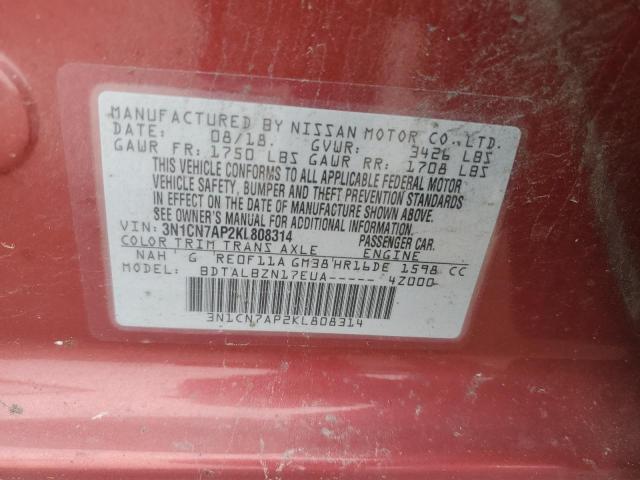 MANUFACTURED BY NISSAN MOTOR CO.,LTD.
DATE: 08/18. GVWR: 3426 LBS
GAWR FR: 1750 LBS GAWR RR: 1708 LBS
THIS VEHICLE CONFORMS TO ALL APPLICABLE FEDERAL MOTOR
VEHICLE SAFETY, BUMPER AND THEFT PREVENTION STANDARDS
IN EFFECT ON THE DATE OF MANUFACTURE SHOWN ABOVE.
SEE OWNER'S MANUAL FOR ADDITIONAL INFORMATION.
VIN: 3N1CN7AP2KL808314 PASSENGER CAR.
COLOR TRIM TRANS AXLE ENGINE
NAH ' G ' REOF11A GM38'HR16DE 1598 CC
MODEL: BDTALBZN17EUA----- 4Z000
3N1CN7AP2KL808314